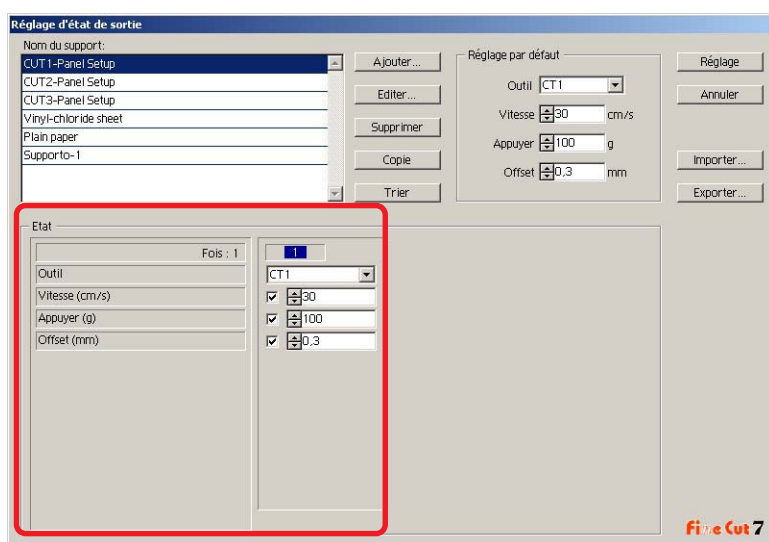 Réglage d'état de sortie
Nom du support:
CUT1-Panel Setup
CUT2-Panel Setup
CUT3-Panel Setup
Vinyl-chloride sheet
Plain paper
Supporto-1
Ajouter...
Editer...
Supprimer
Copie
Trier
Réglage par défaut
Outil CT1
Vitesse 30 cm/s
Appuyer 100 g
Offset 0,3 mm
Réglage
Annuler
Importer...
Exporter...
Etat
Fois : 1 1
Outil CT1
Vitesse (cm/s) 30
Appuyer (g) 100
Offset (mm) 0,3
Fine Cut 7